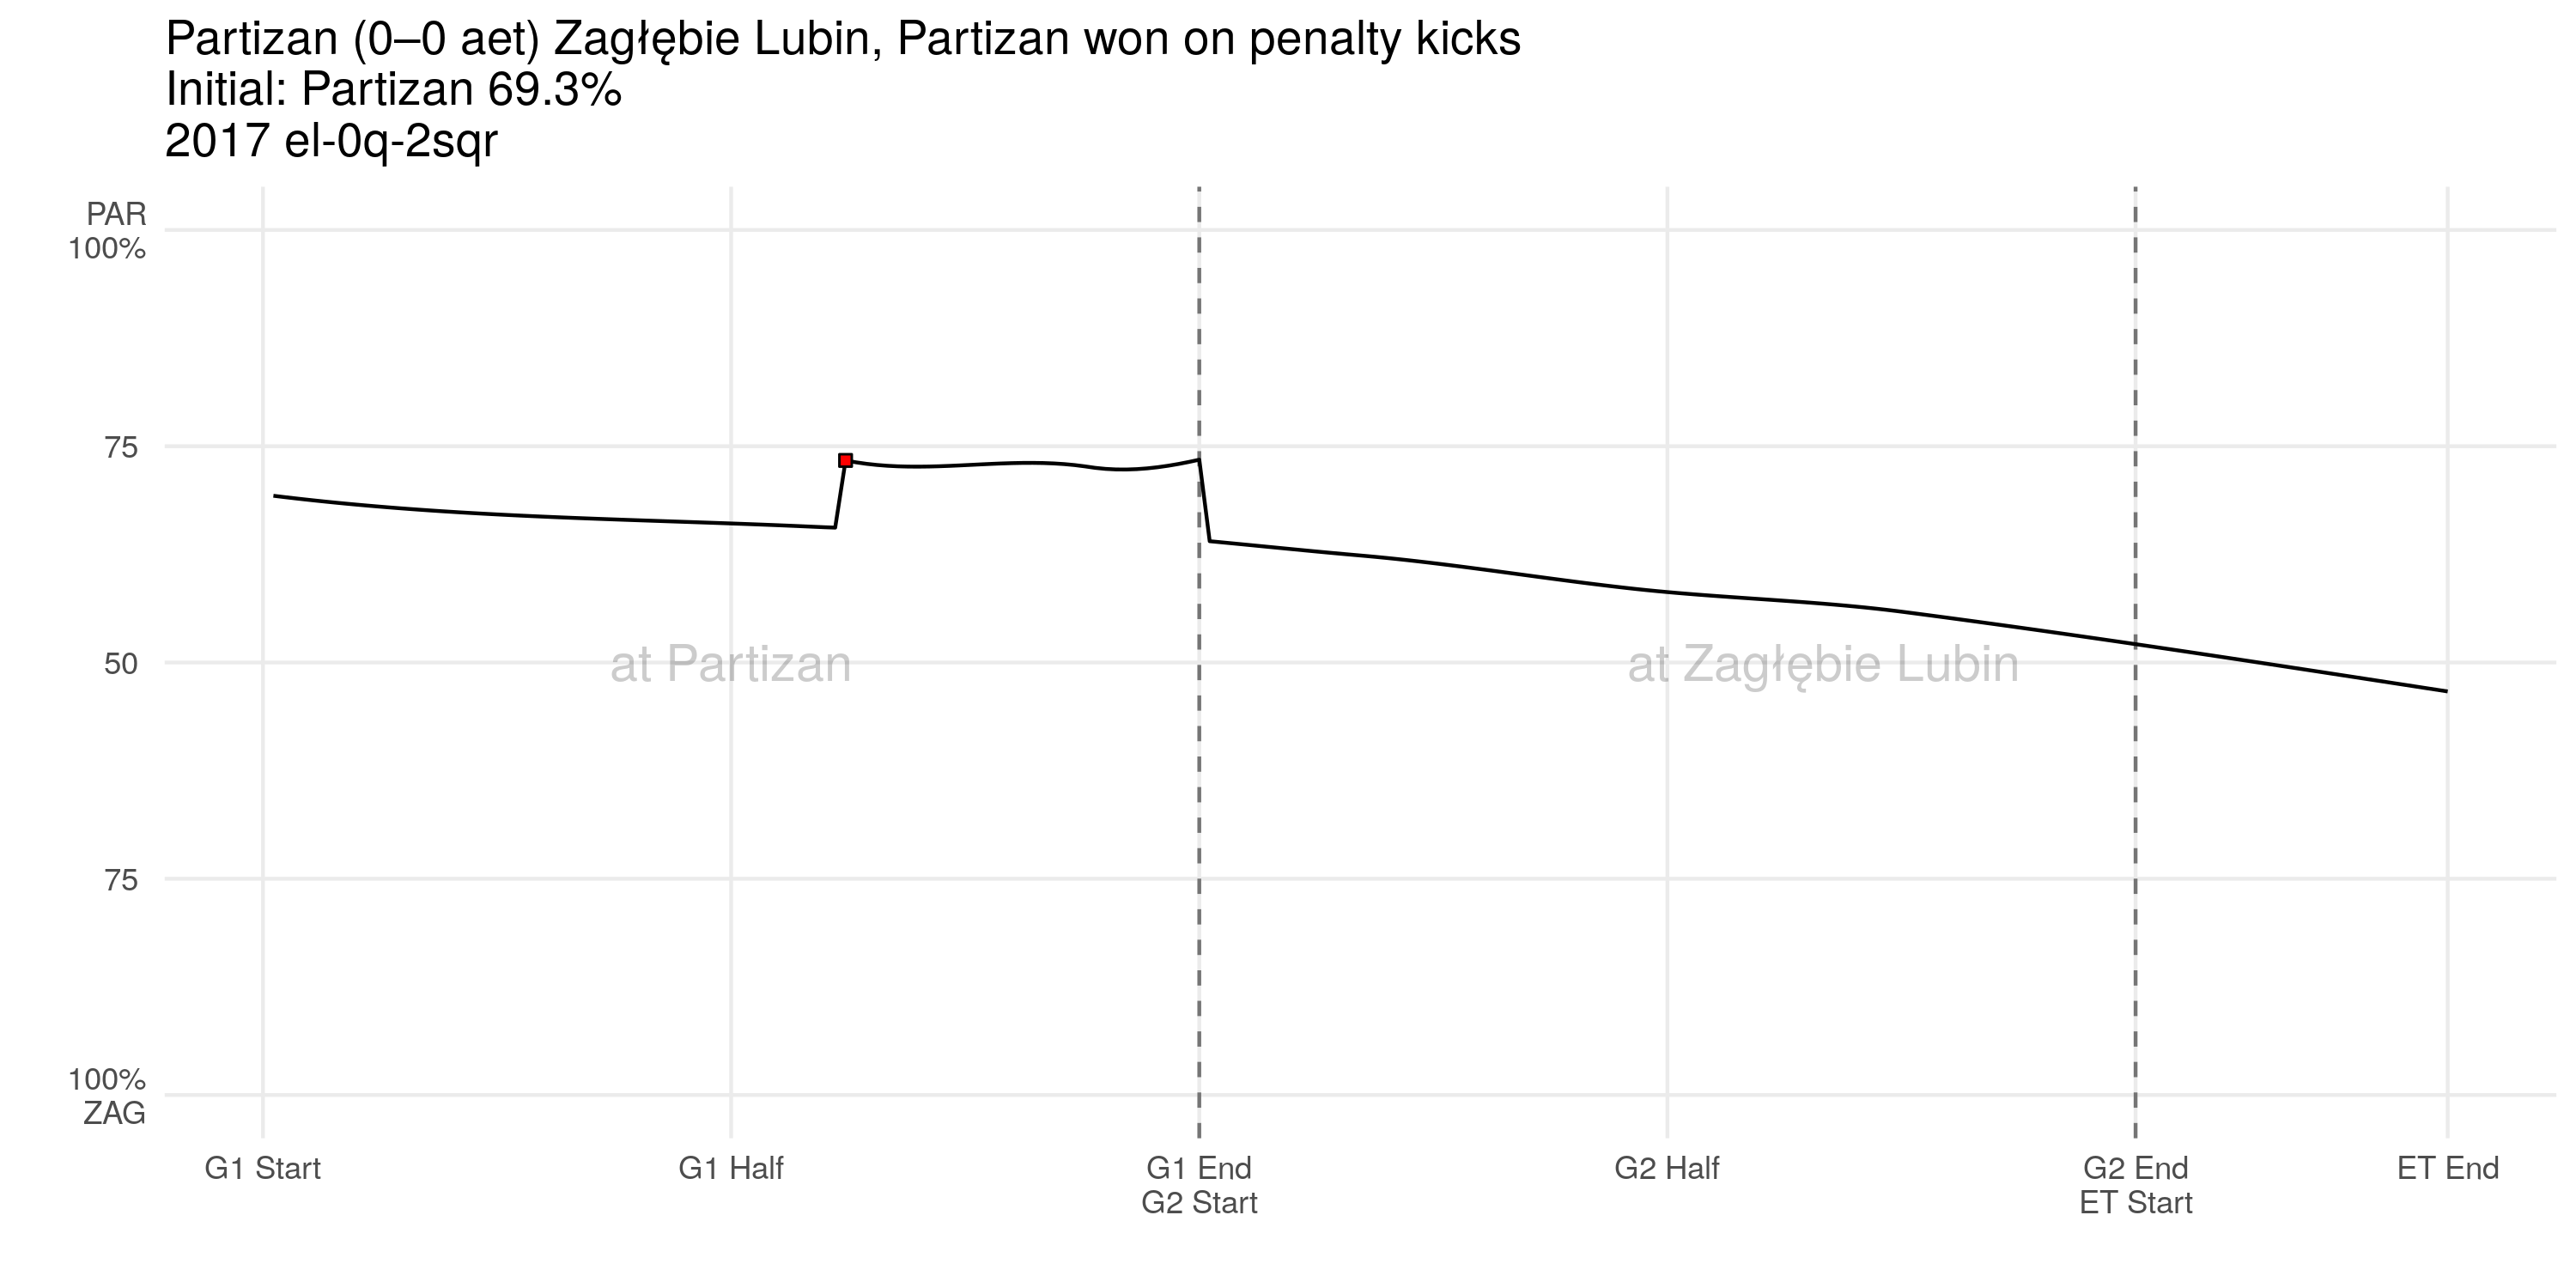 Partizan (0–0 aet) Zagłębie Lubin, Partizan won on penalty kicks
Initial: Partizan 69.3%
2017 el-0q-2sqr
PAR
100%
75
50
75
100%
ZAG
at Partizan
at Zagłębie Lubin
G1 Start
G1 Half
G1 End
G2 Start
G2 Half
G2 End
ET Start
ET End